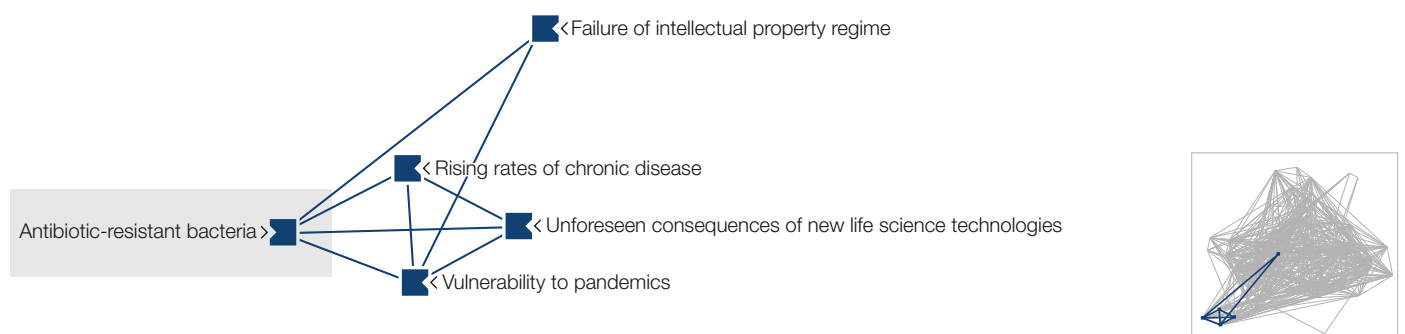 Failure of intellectual property regime
Rising rates of chronic disease
Antibiotic-resistant bacteria
Unforeseen consequences of new life science technologies
Vulnerability to pandemics